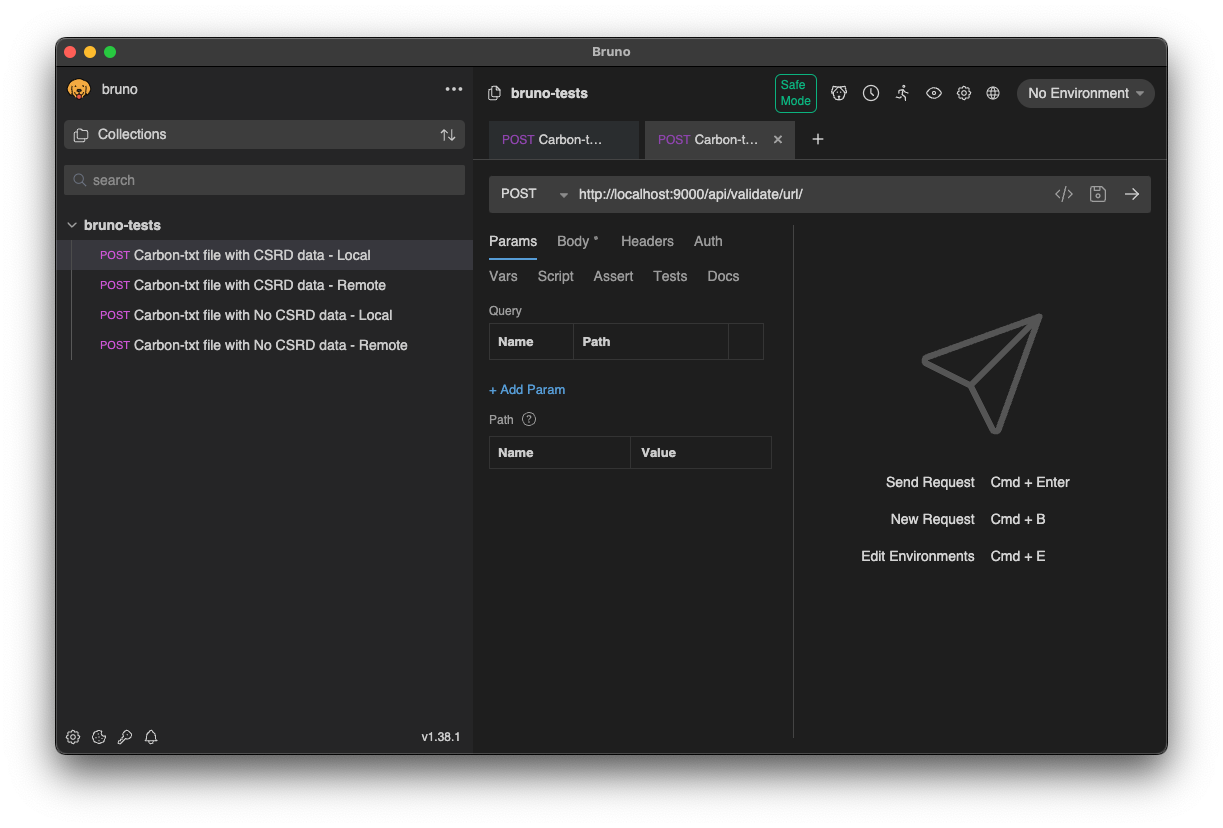 Bruno
bruno
Collections
search
bruno-tests
POST Carbon-txt file with CSRD data - Local
POST Carbon-txt file with CSRD data - Remote
POST Carbon-txt file with No CSRD data - Local
POST Carbon-txt file with No CSRD data - Remote
v1.38.1
bruno-tests
Safe
Mode
No Environment
POST Carbon-t...
POST Carbon-t...
POST http://localhost:9000/api/validate/url/
Params Body Headers Auth
Vars Script Assert Tests Docs
Query
Name Path
+ Add Param
Path ?
Name Value
Send Request Cmd + Enter
New Request Cmd + B
Edit Environments Cmd + E